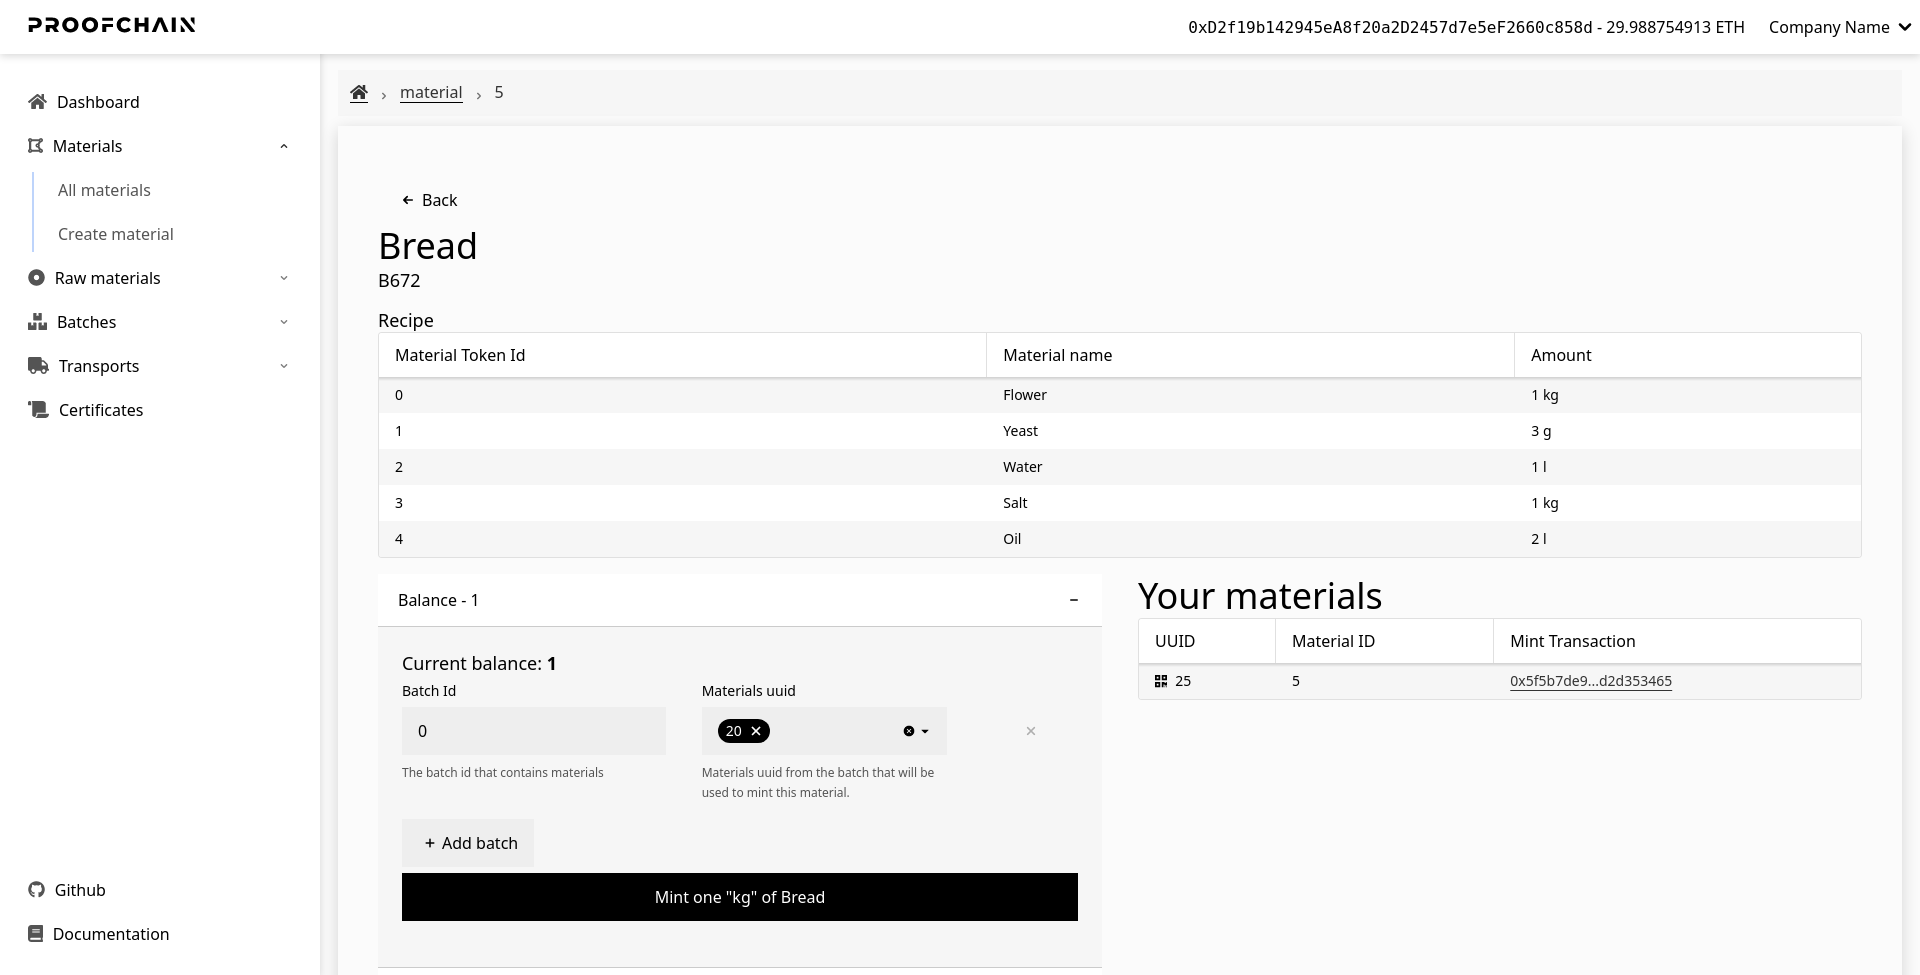 PROOFCHAIN
0xD2f19b142945eA8f20a2D2457d7e5eF2660c858d - 29.988754913 ETH
Company Name
Dashboard
Materials
All materials
Create material
Raw materials
Batches
Transports
Certificates
Github
Documentation
material › 5
Back
Bread
B672
Recipe
Material Token Id Material name Amount
0 Flower 1 kg
1 Yeast 3 g
2 Water 1 l
3 Salt 1 kg
4 Oil 2 l
Balance - 1
Current balance: 1
Batch Id
0
The batch id that contains materials
Materials uuid
20
Materials uuid from the batch that will be
used to mint this material.
+ Add batch
Mint one "kg" of Bread
Your materials
UUID Material ID Mint Transaction
25 5 0x5f5b7de9...d2d353465